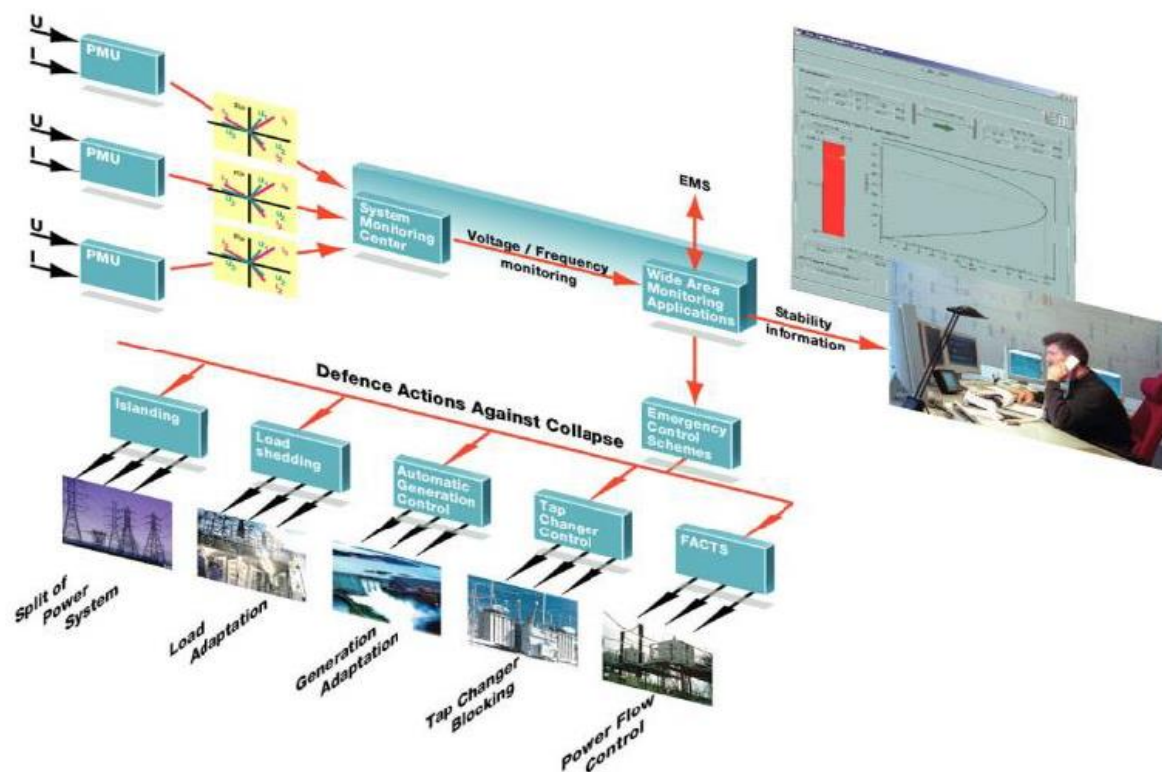 U
I
PMU
U
I
PMU
U
I
PMU
System
Monitoring
Center
Voltage / Frequency
monitoring
EMS
Wide Area
Monitoring
Applications
Stability
information
Defence Actions Against Collapse
Emergency
Control
Schemes
Islanding
Load
shedding
Automatic
Generation
Control
Tap
Changer
Control
FACTS
Split of
Power
System
Load
Adaptation
Generation
Adaptation
Tap Changer
Blocking
Power Flow
Control